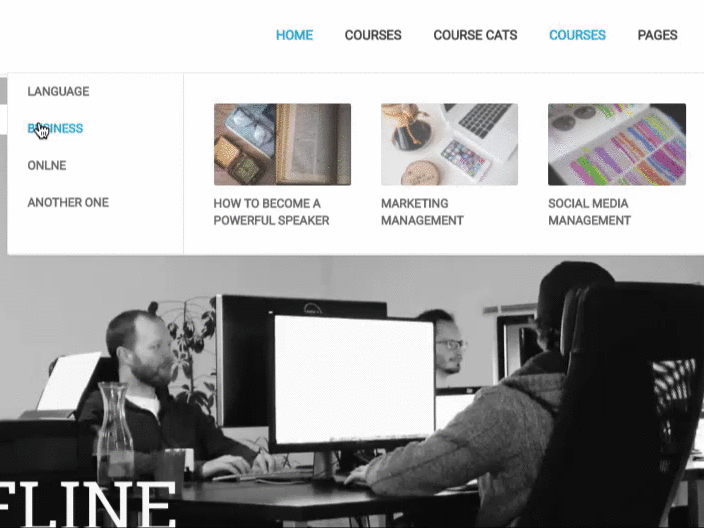 HOME COURSES COURSE CATS COURSES PAGES
LANGUAGE
BUSINESS
ONLNE
ANOTHER ONE
HOW TO BECOME A
POWERFUL SPEAKER
MARKETING
MANAGEMENT
SOCIAL MEDIA
MANAGEMENT
FLINE